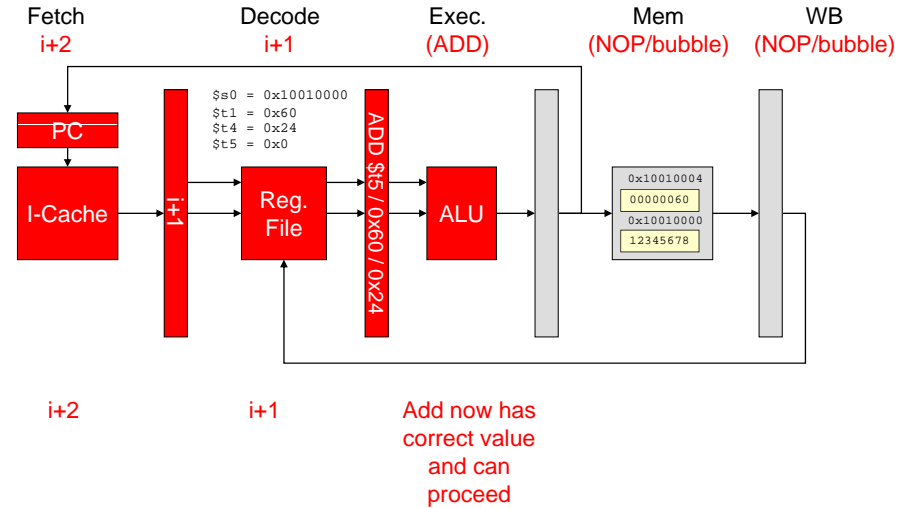 Fetch
i+2
Decode
i+1
Exec.
(ADD)
Mem
(NOP/bubble)
WB
(NOP/bubble)
$s0 = 0x10010000
$t1 = 0x60
$t4 = 0x24
$t5 = 0x0
PC
I-Cache
i+1
Reg.
File
ADD $t5 / 0x60 / 0x24
ALU
0x10010004
00000060
0x10010000
12345678
i+2
i+1
Add now has
correct value
and can
proceed